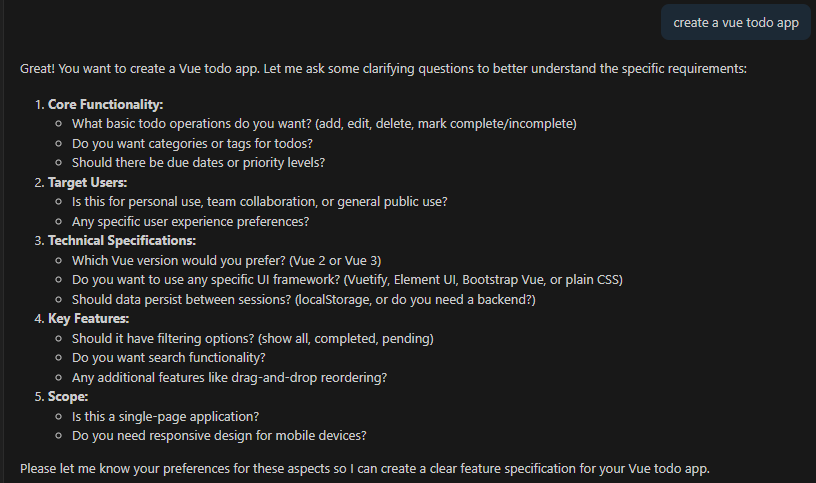 create a vue todo app
Great! You want to create a Vue todo app. Let me ask some clarifying questions to better understand the specific requirements:
1. Core Functionality:
○ What basic todo operations do you want? (add, edit, delete, mark complete/incomplete)
○ Do you want categories or tags for todos?
○ Should there be due dates or priority levels?
2. Target Users:
○ Is this for personal use, team collaboration, or general public use?
○ Any specific user experience preferences?
3. Technical Specifications:
○ Which Vue version would you prefer? (Vue 2 or Vue 3)
○ Do you want to use any specific UI framework? (Vuetify, Element UI, Bootstrap Vue, or plain CSS)
○ Should data persist between sessions? (localStorage, or do you need a backend?)
4. Key Features:
○ Should it have filtering options? (show all, completed, pending)
○ Do you want search functionality?
○ Any additional features like drag-and-drop reordering?
5. Scope:
○ Is this a single-page application?
○ Do you need responsive design for mobile devices?
Please let me know your preferences for these aspects so I can create a clear feature specification for your Vue todo app.